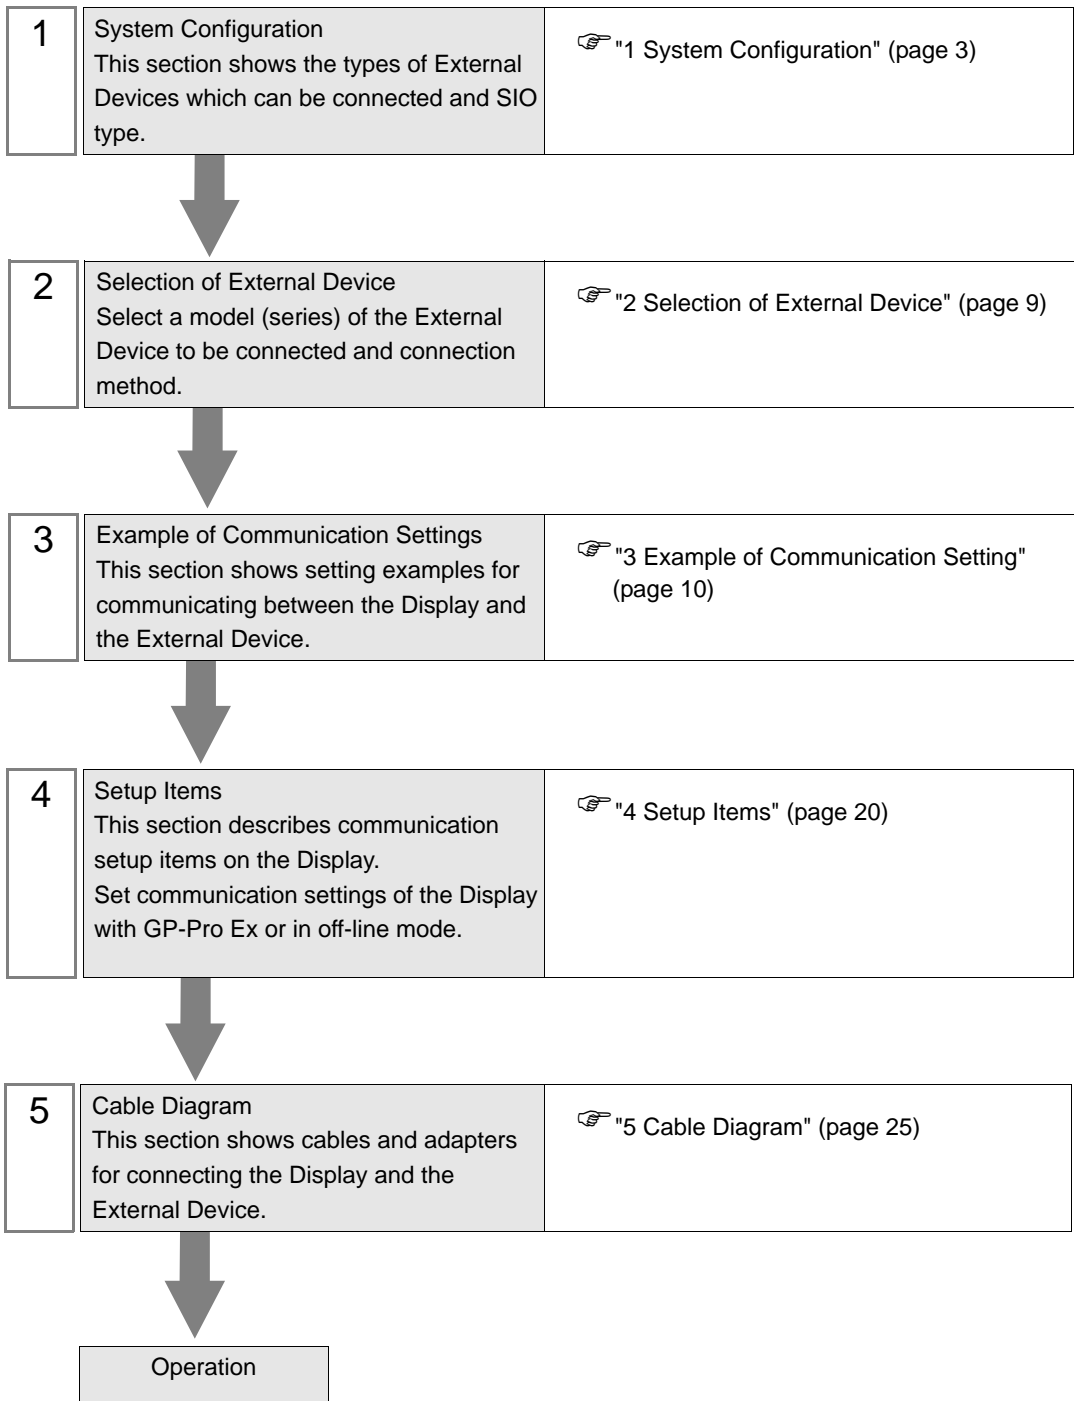 1
System Configuration
This section shows the types of External
Devices which can be connected and SIO
type.
"1 System Configuration" (page 3)
2
Selection of External Device
Select a model (series) of the External
Device to be connected and connection
method.
"2 Selection of External Device" (page 9)
3
Example of Communication Settings
This section shows setting examples for
communicating between the Display and
the External Device.
"3 Example of Communication Setting"
(page 10)
4
Setup Items
This section describes communication
setup items on the Display.
Set communication settings of the Display
with GP-Pro Ex or in off-line mode.
"4 Setup Items" (page 20)
5
Cable Diagram
This section shows cables and adapters
for connecting the Display and the
External Device.
"5 Cable Diagram" (page 25)
Operation